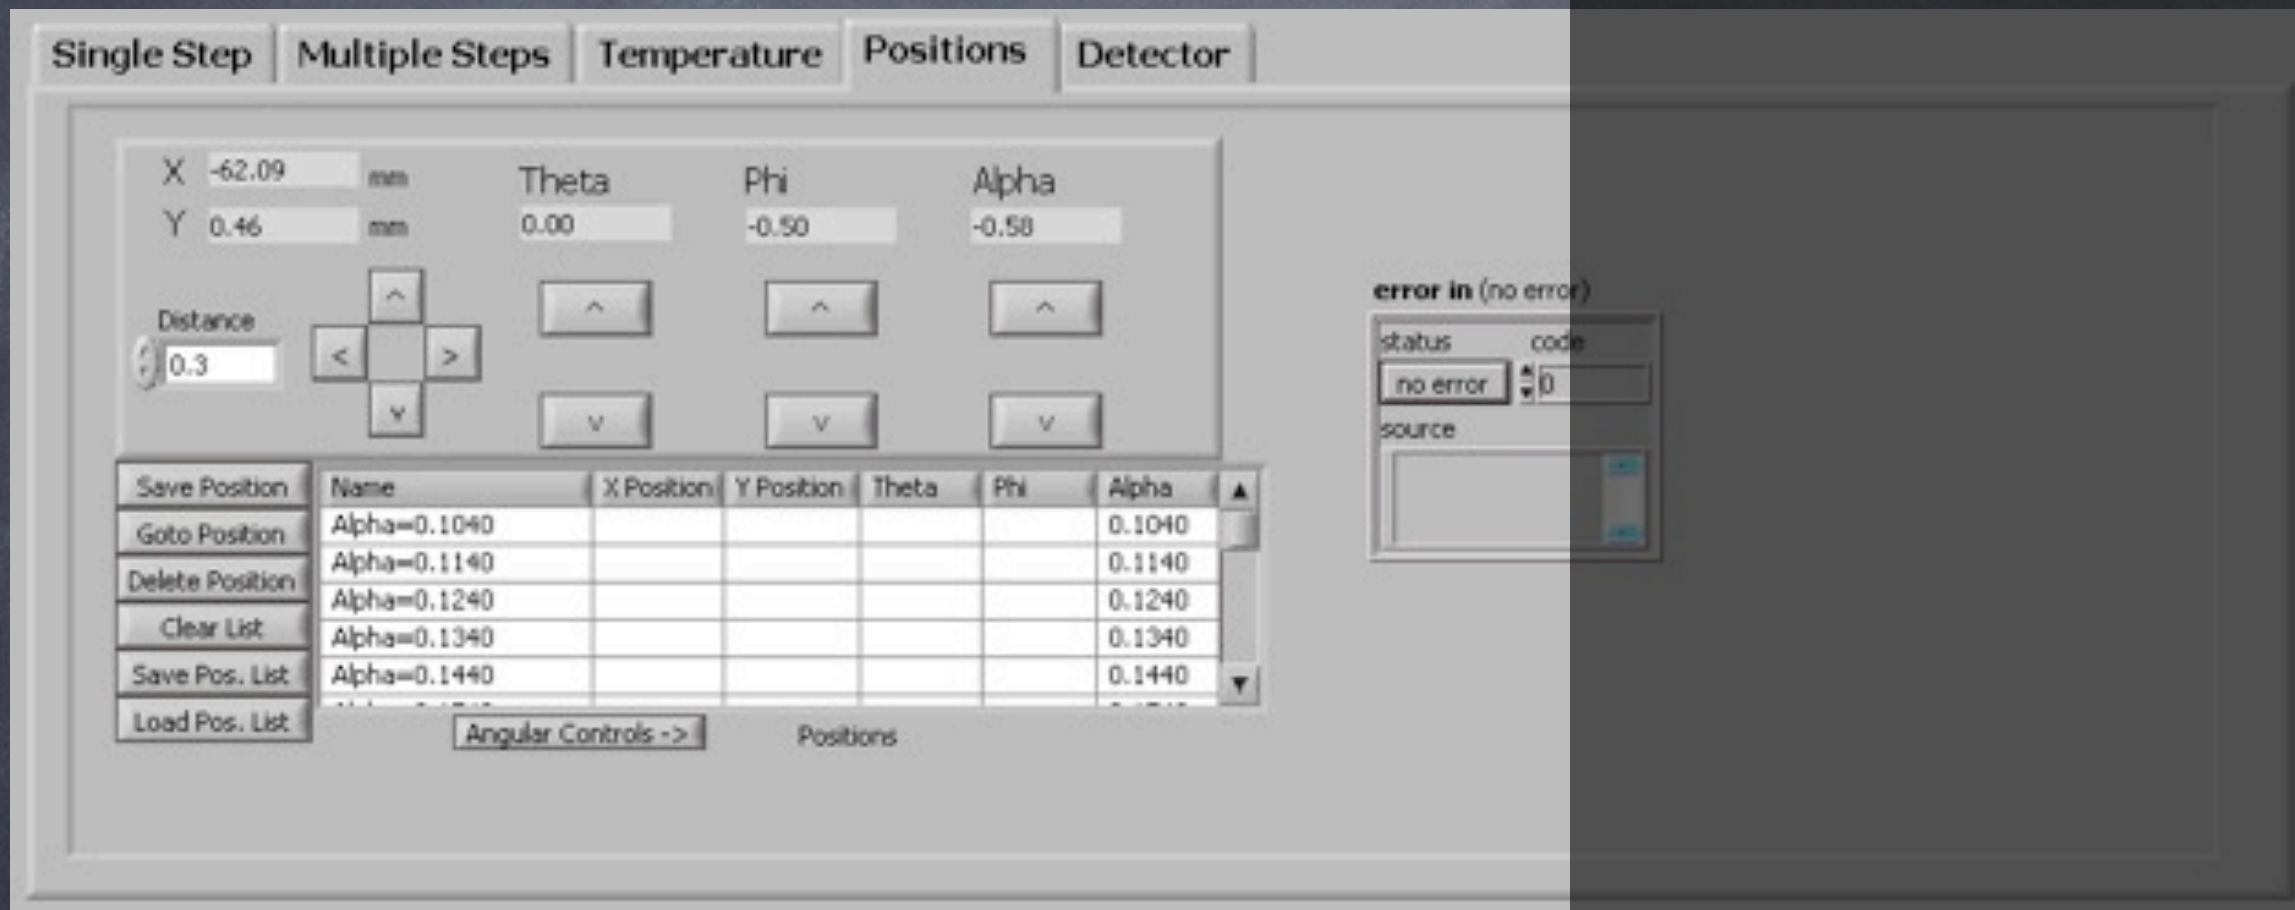 Single Step Multiple Steps Temperature Positions Detector
X -62.09 mm
Y 0.46 mm
Theta Phi Alpha
0.00 -0.50 -0.58
Distance
0.3
^ ^ ^ ^
< >
v v v v
error in (no error)
status code
no error 0
source
Save Position
Goto Position
Delete Position
Clear List
Save Pos. List
Load Pos. List
Name X Position Y Position Theta Phi Alpha
Alpha=0.1040 0.1040
Alpha=0.1140 0.1140
Alpha=0.1240 0.1240
Alpha=0.1340 0.1340
Alpha=0.1440 0.1440
Angular Controls -> Positions